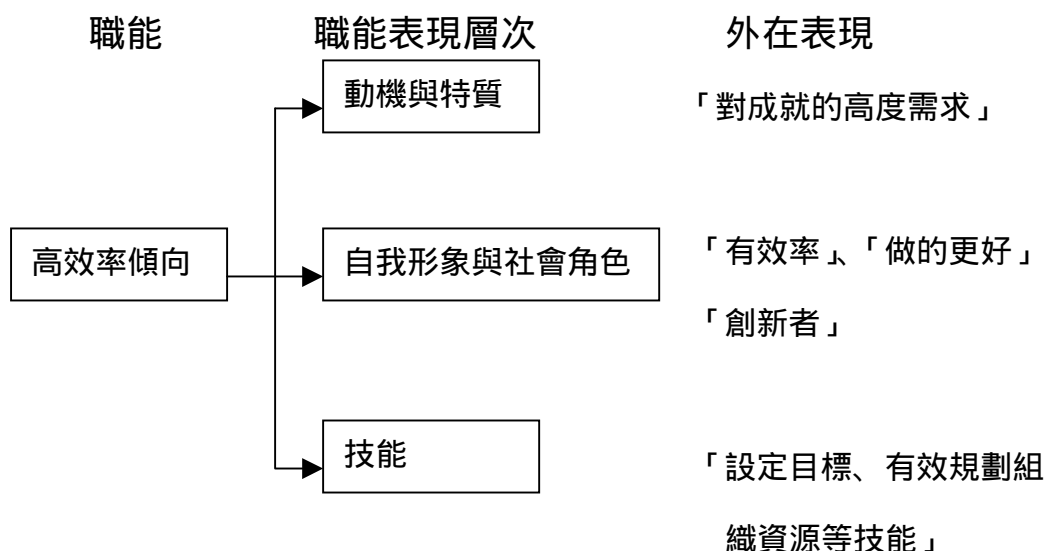 職能 職能表現層次 外在表現
動機與特質 「對成就的高度需求」
高效率傾向 自我形象與社會角色 「有效率」、「做的更好」
「創新者」
技能 「設定目標、有效規劃組
織資源等技能」